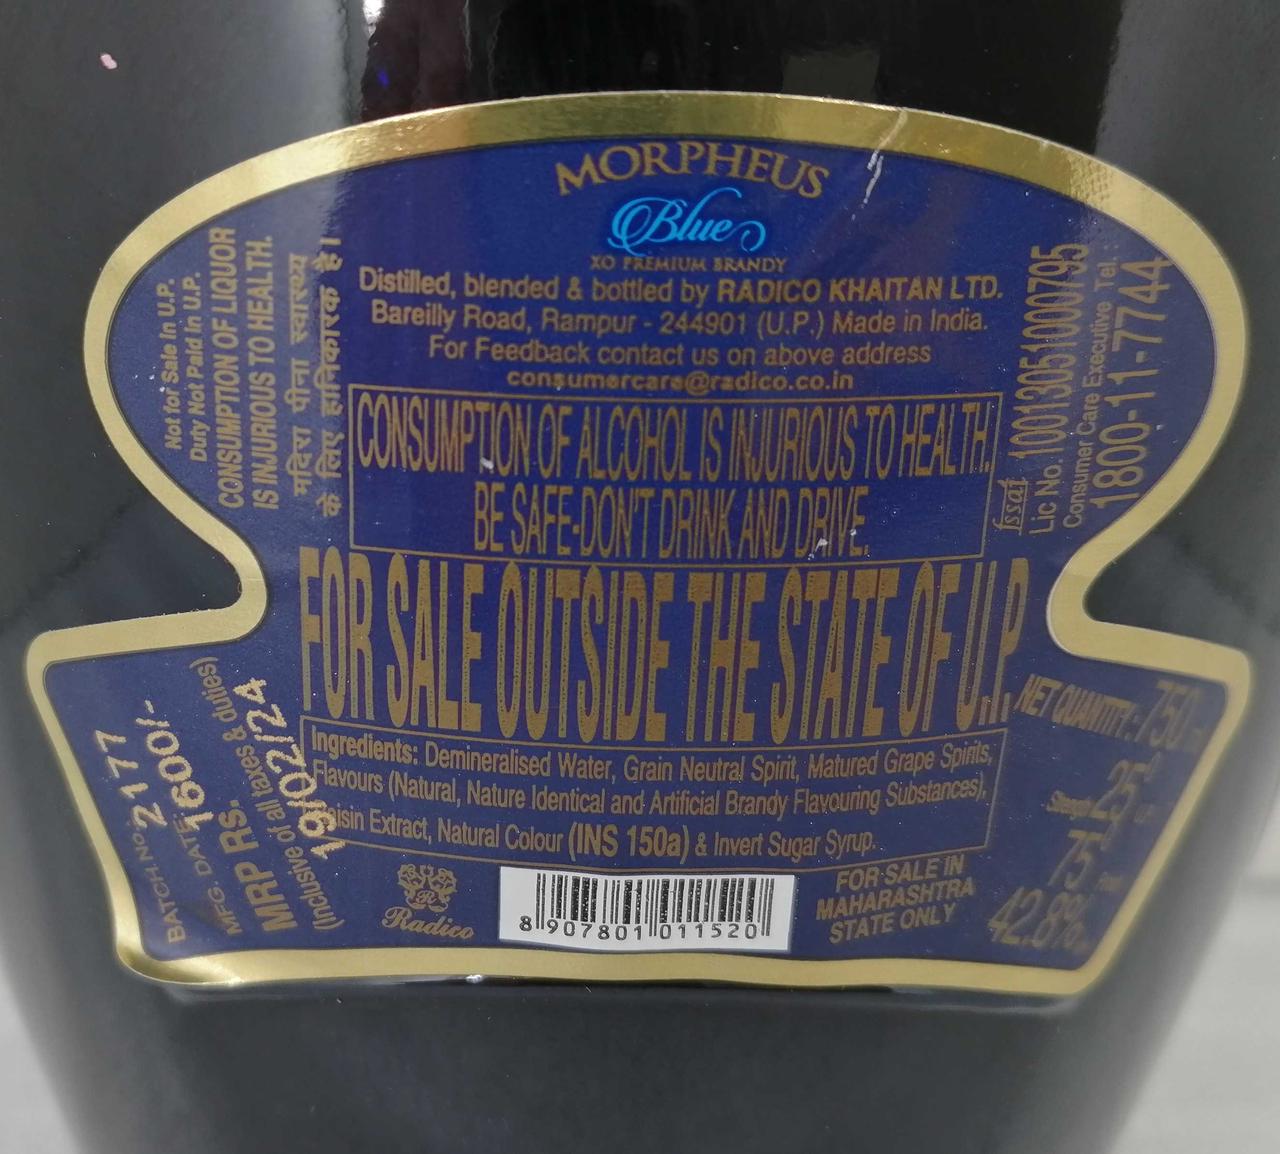 MORPHEUS
Blue
XO PREMIUM BRANDY
Distilled, blended & bottled by RADICO KHAITAN LTD.
Bareilly Road, Rampur - 244901 (U.P.) Made in India.
For Feedback contact us on above address
consumercare@radico.co.in
CONSUMPTION OF ALCOHOL IS INJURIOUS TO HEALTH.
BE SAFE-DON'T DRINK AND DRIVE.
FOR SALE OUTSIDE THE STATE OF U.P.
Ingredients: Demineralised Water, Grain Neutral Spirit, Matured Grape Spirits,
Flavours (Natural, Nature Identical and Artificial Brandy Flavouring Substances),
Extract, Natural Colour (INS 150a) & Invert Sugar Syrup.
Not for Sale in U.P.
Duty Not Paid in U.P.
CONSUMPTION OF LIQUOR
IS INJURIOUS TO HEALTH.
मदिरा पीना स्वास्थ्य
के लिए हानिकारक है।
fssai
Lic No. 10013051000795
Consumer Care Executive Tel.:
1800-11-7744
BATCH NO. 2177
MFG. DATE: 1600/-
MRP Rs.
(Inclusive of all taxes & duties)
19/02/24
R
Radico
8 907801 011520
FOR SALE IN
MAHARASHTRA
STATE ONLY
NET QUANTITY: 750
Strength 25°
75°
42.8%